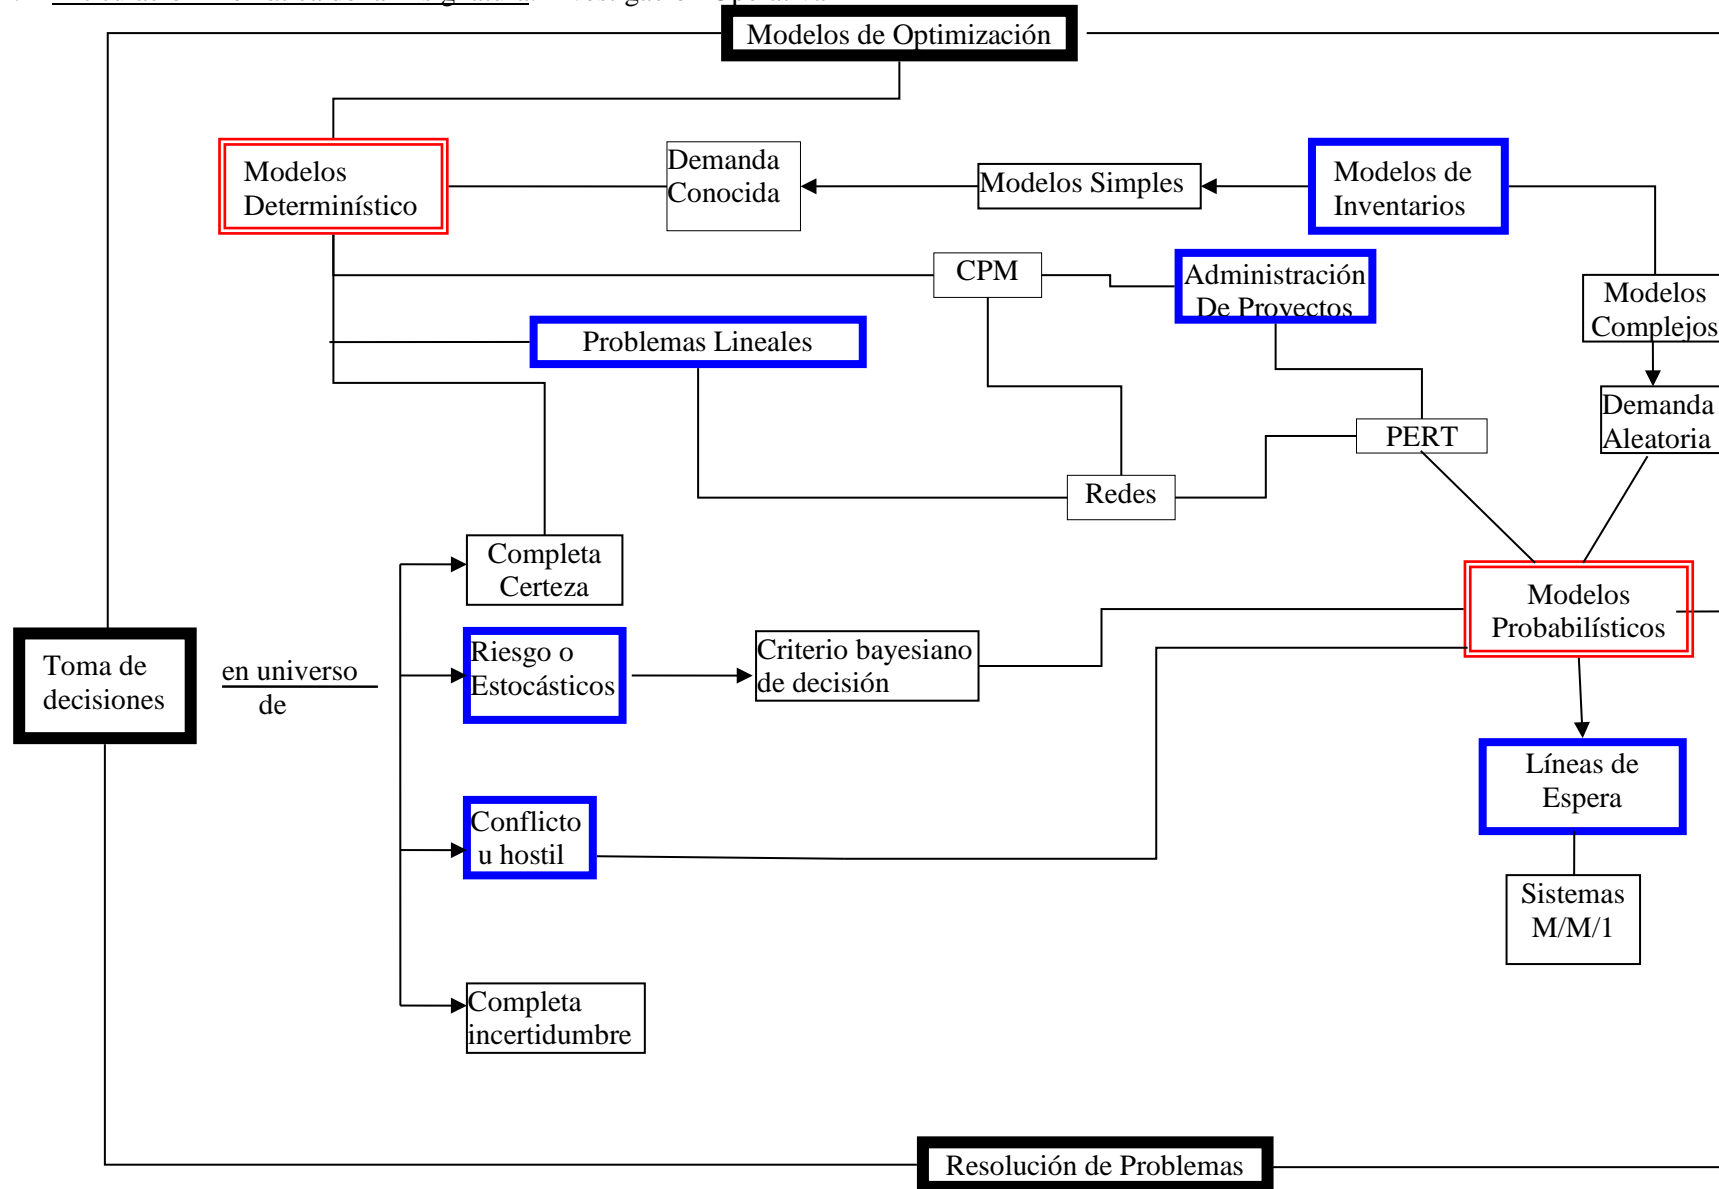 Modelos de Optimización
Modelos
Determinístico
Demanda
Conocida
Modelos Simples
Modelos de
Inventarios
CPM
Administración
De Proyectos
Modelos
Complejos
Problemas Lineales
Demanda
Aleatoria
PERT
Redes
Completa
Certeza
Modelos
Probabilísticos
Toma de
decisiones
en universo
de
Riesgo o
Estocásticos
Criterio bayesiano
de decisión
Líneas de
Espera
Conflicto
u hostil
Sistemas
M/M/1
Completa
incertidumbre
Resolución de Problemas